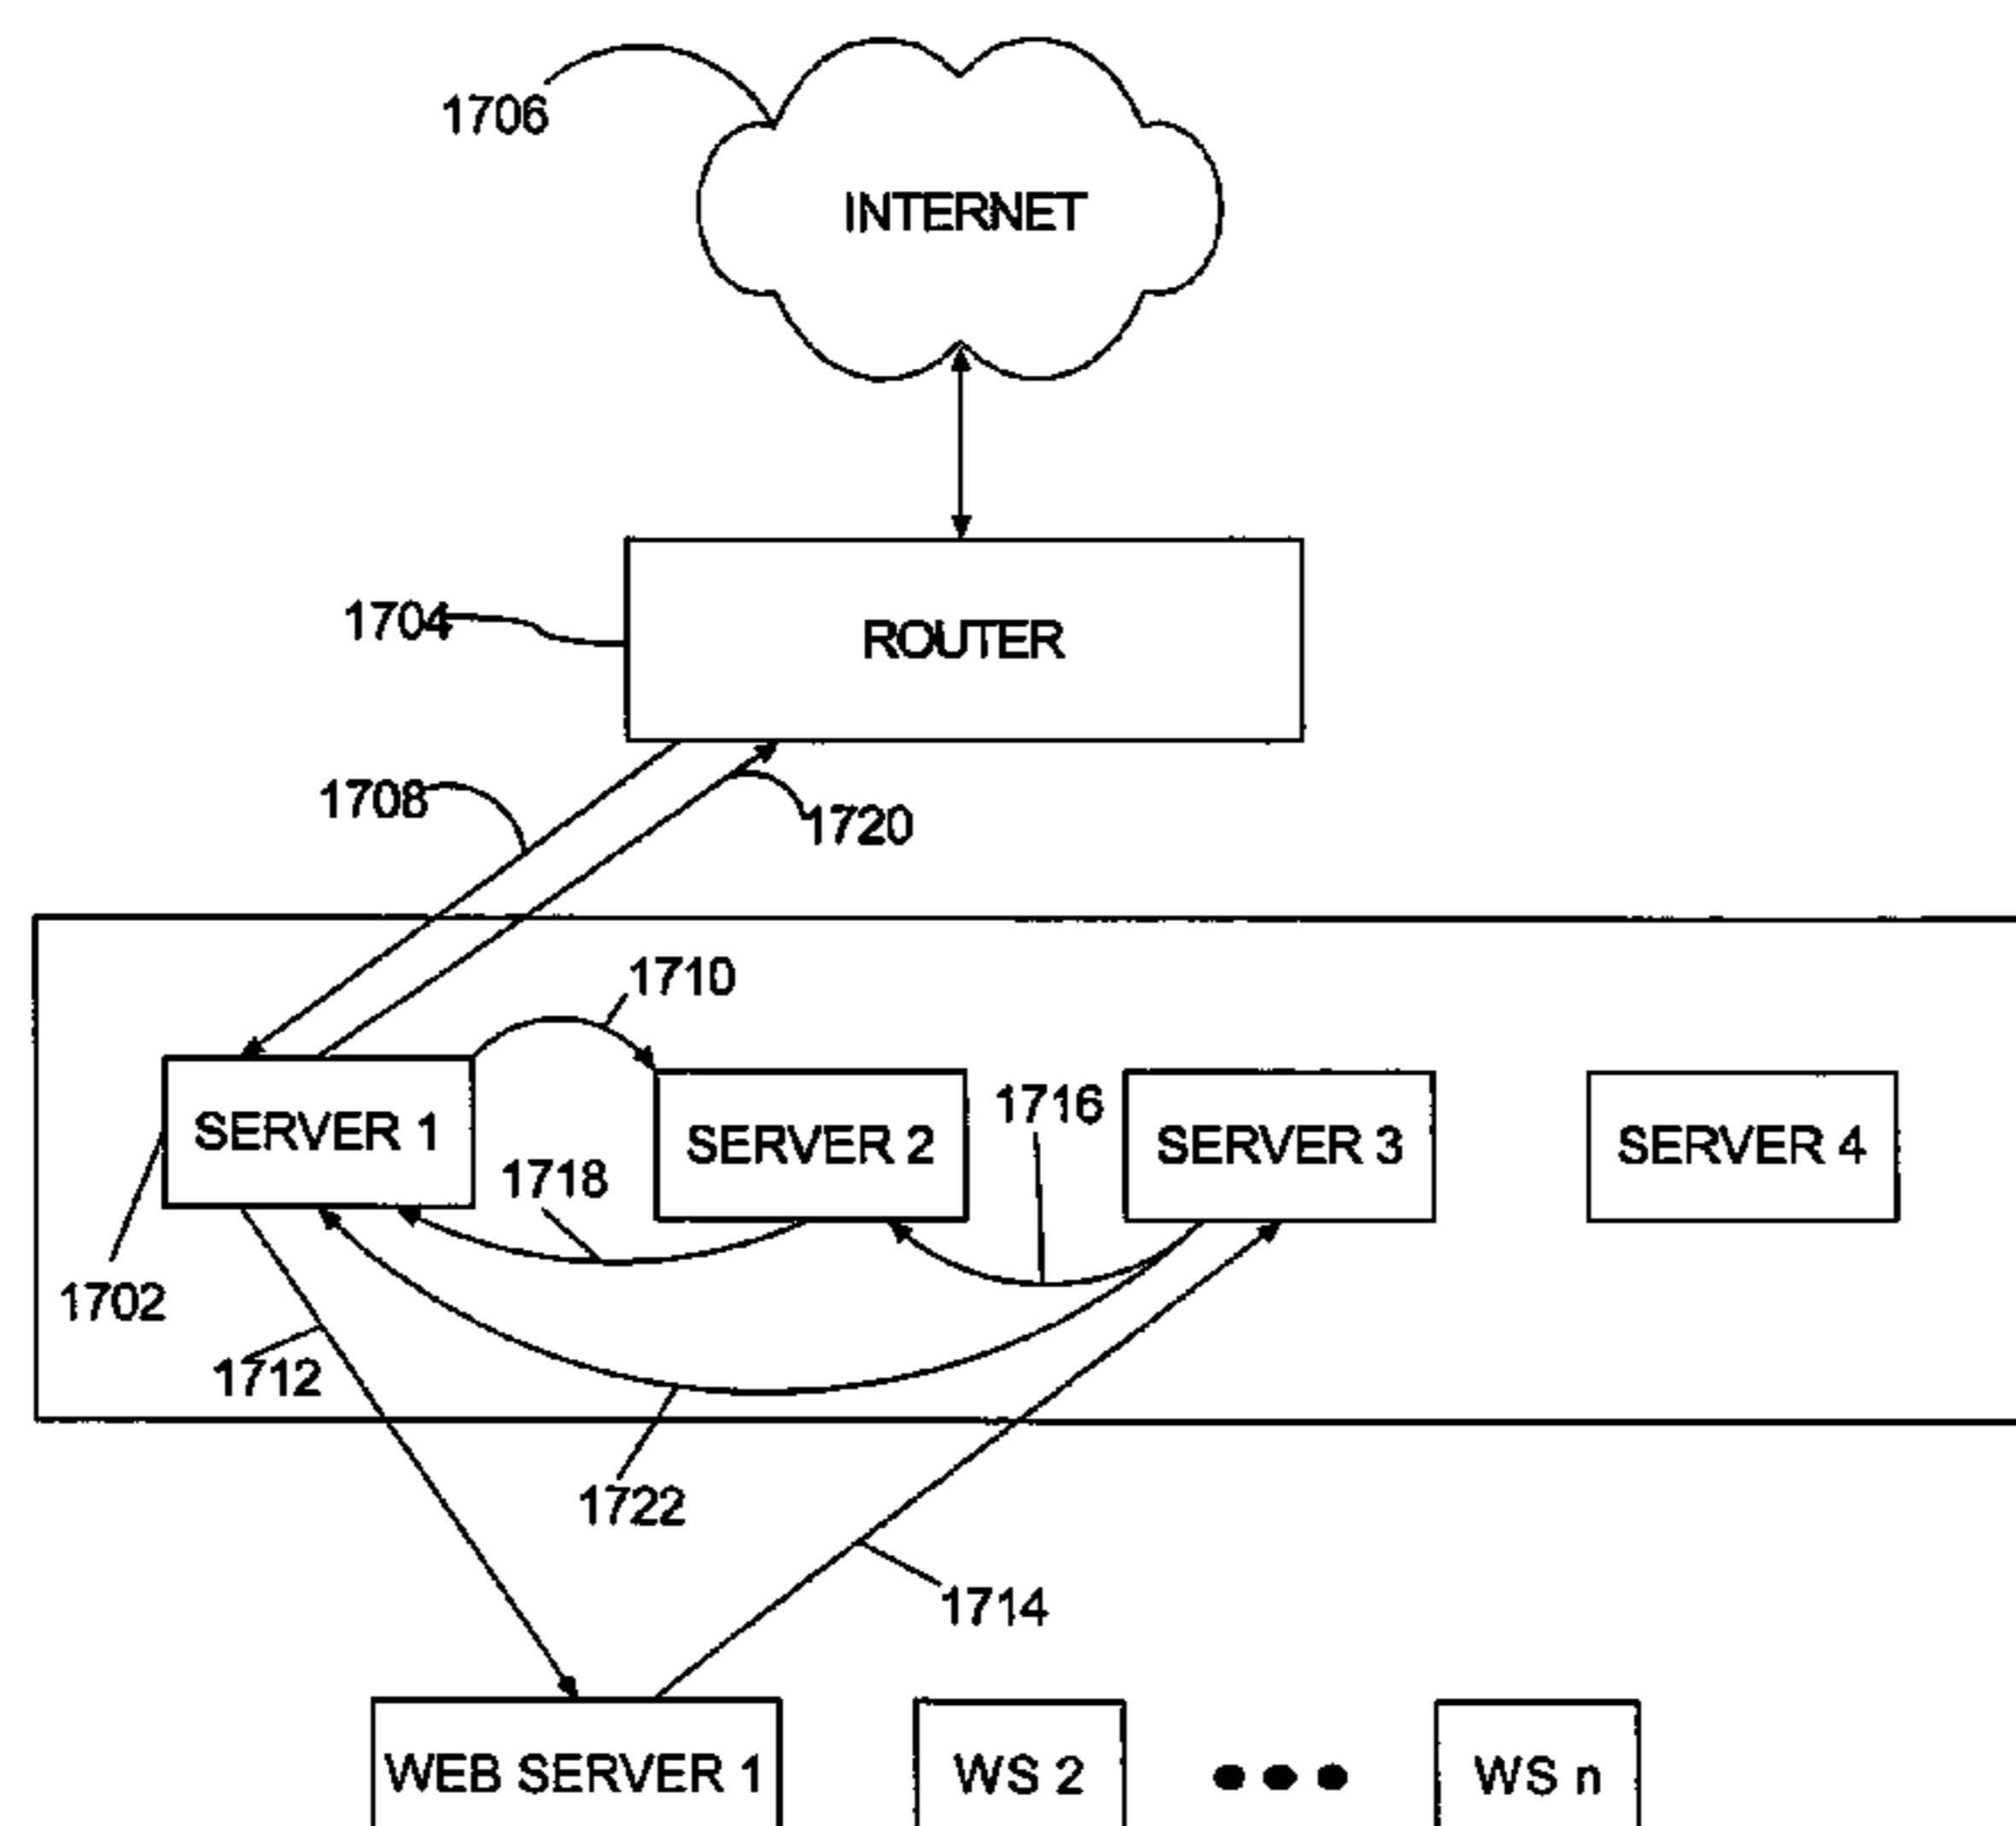 1706
INTERNET
1704
ROUTER
1708
1720
1710
SERVER 1
SERVER 2
1716
SERVER 3
SERVER 4
1718
1702
1712
1722
1714
WEB SERVER 1
WS 2
WS n